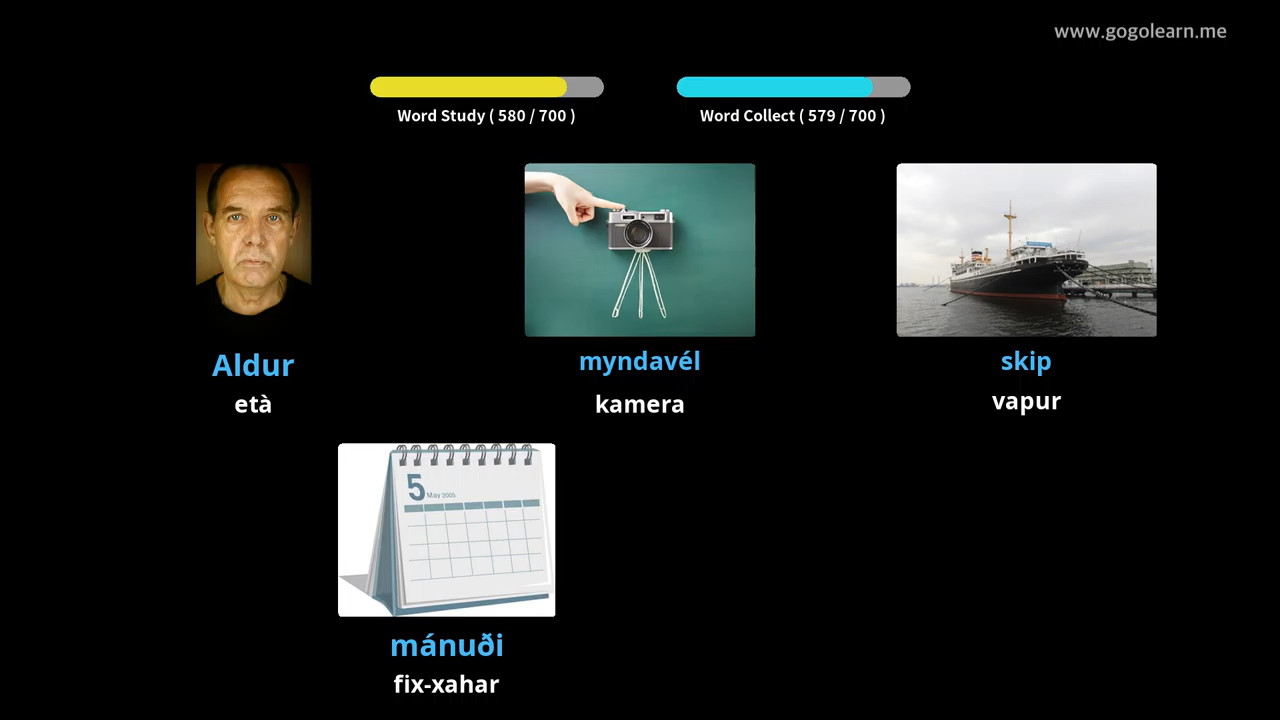 www.gogolearn.me
Word Study ( 580 / 700 )
Word Collect ( 579 / 700 )
Aldur
età
myndavél
kamera
skip
vapur
5 May 2005
mánuði
fix-xahar